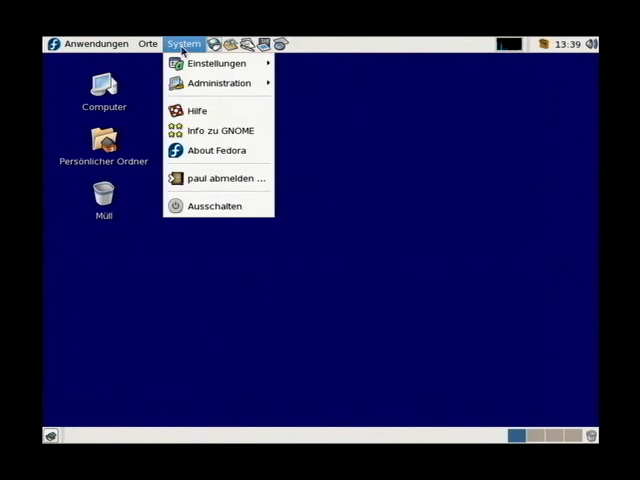 Anwendungen Orte System 13:39
Einstellungen
Administration
Hilfe
Info zu GNOME
About Fedora
paul abmelden ...
Ausschalten
Computer
Persönlicher Ordner
Müll